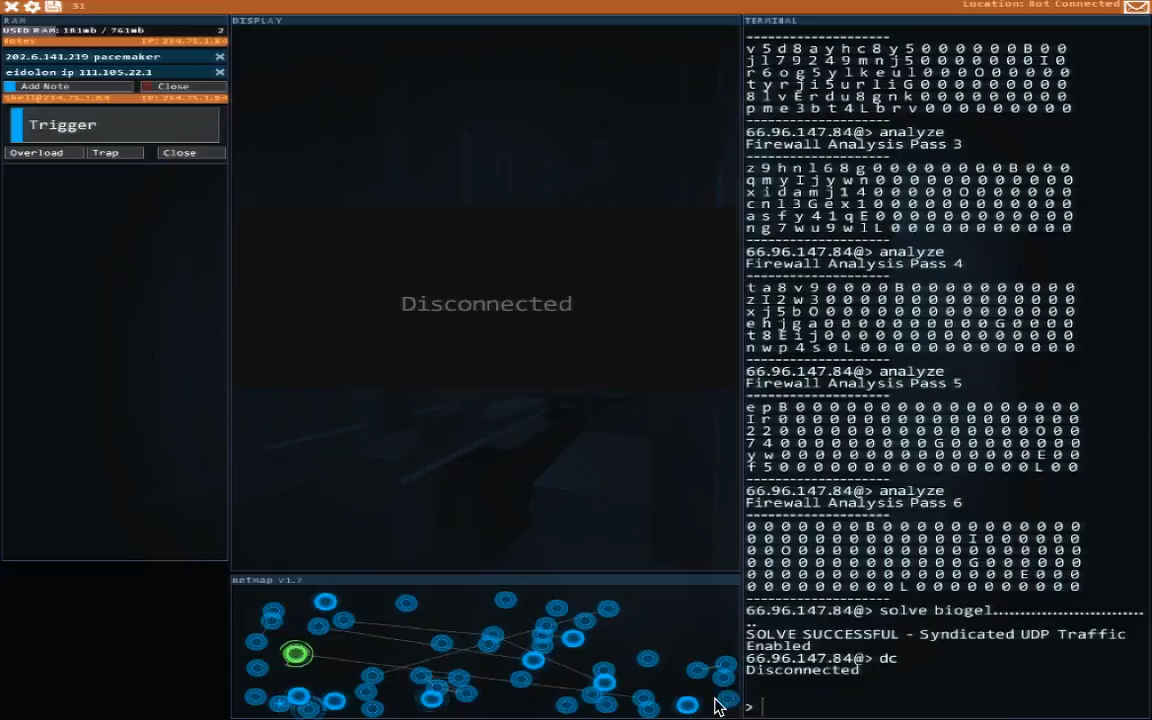 31
Location: Not Connected
RAM
USED RAM: 181mb / 761mb 2
Notes IP: 234.75.1.84
202.6.141.219 pacemaker
eidolon ip 111.105.22.1
Add Note Close
Shell@234.75.1.84 IP: 234.75.1.84
Trigger
Overload Trap Close
DISPLAY
Disconnected
netmap v1.7
TERMINAL
--------------------
v 5 d 8 a y h c 8 y 5 0 0 0 0 0 0 B 0 0
j l 7 9 2 4 9 m n j 5 0 0 0 0 0 0 0 I 0
r 6 o g 5 y l k e u l 0 0 0 O 0 0 0 0 0
t y r j i 5 u r l i G 0 0 0 0 0 0 0 0 0
8 l v E r d u 8 g n k 0 0 0 0 0 0 0 0 0
p m e 3 b t 4 L b r v 0 0 0 0 0 0 0 0 0
--------------------
66.96.147.84@> analyze
Firewall Analysis Pass 3
--------------------
z 9 h n l 6 8 g 0 0 0 0 0 0 0 0 B 0 0 0
q m y I j y w n 0 0 0 0 0 0 0 0 0 0 0 0
x i d a m j 1 4 0 0 0 0 0 O 0 0 0 0 0 0
c n l 3 G e x 1 0 0 0 0 0 0 0 0 0 0 0 0
a s f y 4 1 q E 0 0 0 0 0 0 0 0 0 0 0 0
n g 7 w u 9 w l L 0 0 0 0 0 0 0 0 0 0 0
--------------------
66.96.147.84@> analyze
Firewall Analysis Pass 4
--------------------
t a 8 v 9 0 0 0 0 B 0 0 0 0 0 0 0 0 0 0
z I 2 w 3 0 0 0 0 0 0 0 0 0 0 0 0 0 0 0
x j 5 b O 0 0 0 0 0 0 0 0 0 0 0 0 0 0 0
e h j g a 0 0 0 0 0 0 0 0 0 0 G 0 0 0 0
t 8 E i j 0 0 0 0 0 0 0 0 0 0 0 0 0 0 0
n w p 4 s 0 L 0 0 0 0 0 0 0 0 0 0 0 0 0
--------------------
66.96.147.84@> analyze
Firewall Analysis Pass 5
--------------------
e p B 0 0 0 0 0 0 0 0 0 0 0 0 0 0 0 0 0
I r 0 0 0 0 0 0 0 0 0 0 0 0 0 0 0 0 0 0
2 2 0 0 0 0 0 0 0 0 0 0 0 0 0 0 0 O 0 0
7 4 0 0 0 0 0 0 0 0 0 G 0 0 0 0 0 0 0 0
y w 0 0 0 0 0 0 0 0 0 0 0 0 0 0 0 E 0 0
f 5 0 0 0 0 0 0 0 0 0 0 0 0 0 0 0 L 0 0
--------------------
66.96.147.84@> analyze
Firewall Analysis Pass 6
--------------------
0 0 0 0 0 0 0 B 0 0 0 0 0 0 0 0 0 0 0 0
0 0 0 0 0 0 0 0 0 0 0 0 0 I 0 0 0 0 0 0
0 0 O 0 0 0 0 0 0 0 0 0 0 0 0 0 0 0 0 0
0 0 0 0 0 0 0 0 0 0 0 0 0 G 0 0 0 0 0 0
0 0 0 0 0 0 0 0 0 0 0 0 0 0 0 0 E 0 0 0
0 0 0 0 0 0 0 0 0 L 0 0 0 0 0 0 0 0 0 0
--------------------
66.96.147.84@> solve biogel............................
..
SOLVE SUCCESSFUL - Syndicated UDP Traffic
Enabled
66.96.147.84@> dc
Disconnected
>